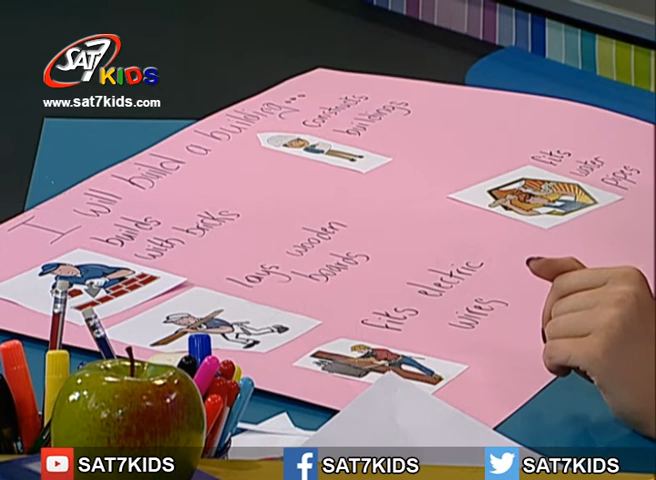 SAT7
KIDS
www.sat7kids.com
I will build a building...
constructs
buildings
fits
water
pipes
builds
with bricks
lays wooden
boards
fits electric
wires
SAT7KIDS
SAT7KIDS
SAT7KIDS